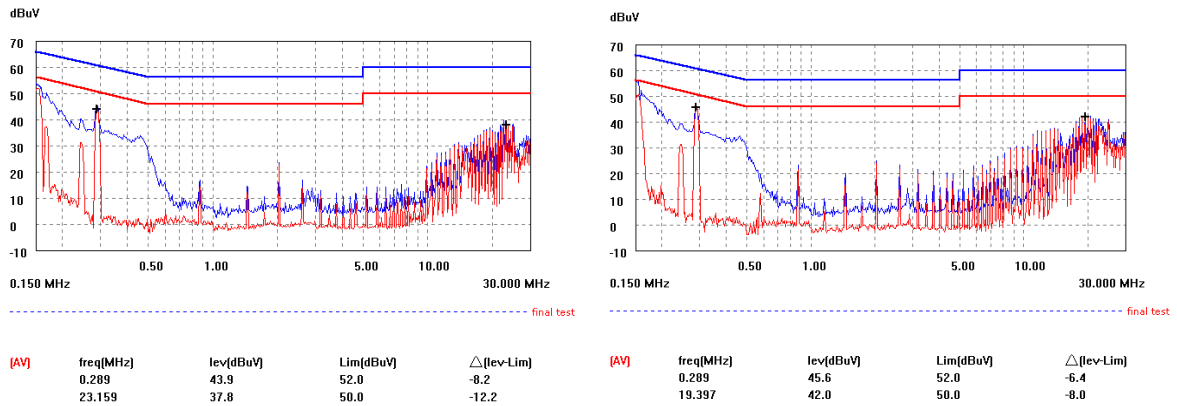 dBuV
70
60
50
40
30
20
10
0
-10
0.50 1.00 5.00 10.00
0.150 MHz 30.000 MHz
final test
(AV) freq(MHz) lev(dBuV) Lim(dBuV) △(lev-Lim)
0.289 43.9 52.0 -8.2
23.159 37.8 50.0 -12.2
dBuV
70
60
50
40
30
20
10
0
-10
0.50 1.00 5.00 10.00
0.150 MHz 30.000 MHz
final test
(AV) freq(MHz) lev(dBuV) Lim(dBuV) △(lev-Lim)
0.289 45.6 52.0 -6.4
19.397 42.0 50.0 -8.0